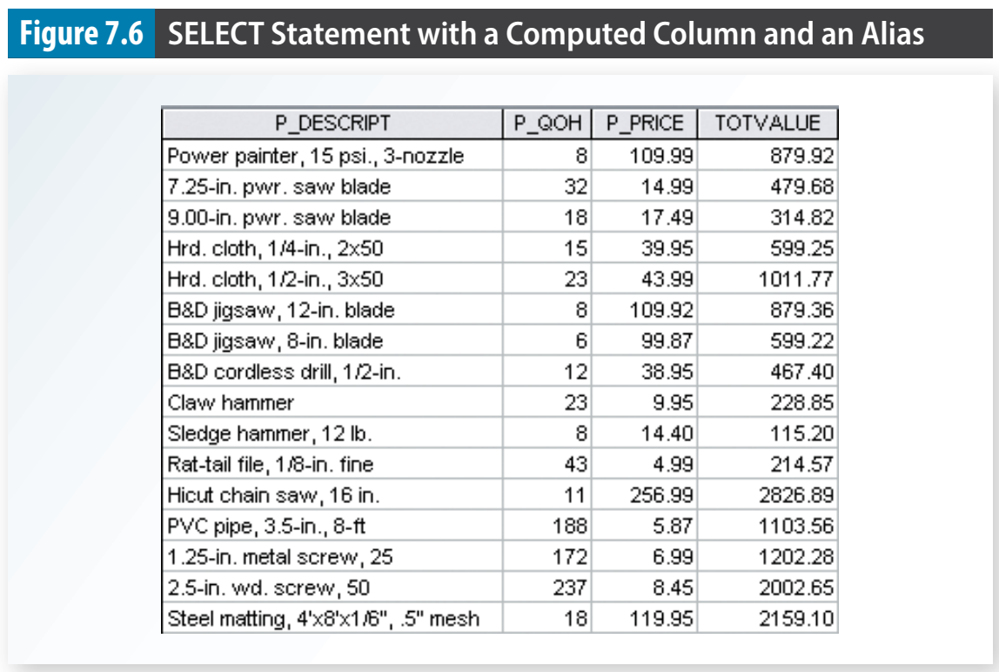 Figure 7.6 SELECT Statement with a Computed Column and an Alias
P_DESCRIPT P_QOH P_PRICE TOTVALUE
Power painter, 15 psi., 3-nozzle 8 109.99 879.92
7.25-in. pwr. saw blade 32 14.99 479.68
9.00-in. pwr. saw blade 18 17.49 314.82
Hrd. cloth, 1/4-in., 2x50 15 39.95 599.25
Hrd. cloth, 1/2-in., 3x50 23 43.99 1011.77
B&D jigsaw, 12-in. blade 8 109.92 879.36
B&D jigsaw, 8-in. blade 6 99.87 599.22
B&D cordless drill, 1/2-in. 12 38.95 467.40
Claw hammer 23 9.95 228.85
Sledge hammer, 12 lb. 8 14.40 115.20
Rat-tail file, 1/8-in. fine 43 4.99 214.57
Hicut chain saw, 16 in. 11 256.99 2826.89
PVC pipe, 3.5-in., 8-ft 188 5.87 1103.56
1.25-in. metal screw, 25 172 6.99 1202.28
2.5-in. wd. screw, 50 237 8.45 2002.65
Steel matting, 4'x8'x1/6", .5" mesh 18 119.95 2159.10